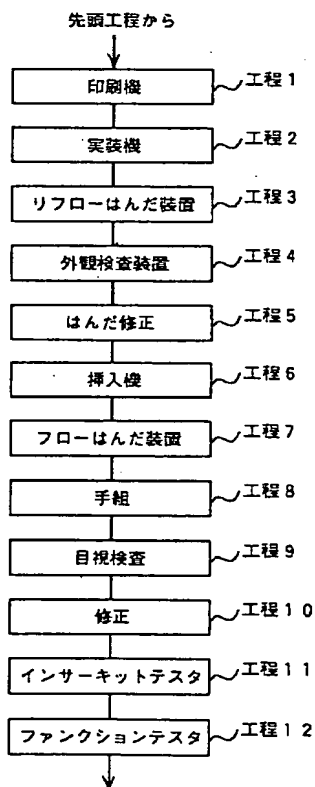 先頭工程から
印刷機 工程1
実装機 工程2
リフローはんだ装置 工程3
外観検査装置 工程4
はんだ修正 工程5
挿入機 工程6
フローはんだ装置 工程7
手組 工程8
目視検査 工程9
修正 工程10
インサーキットテスタ 工程11
ファンクションテスタ 工程12